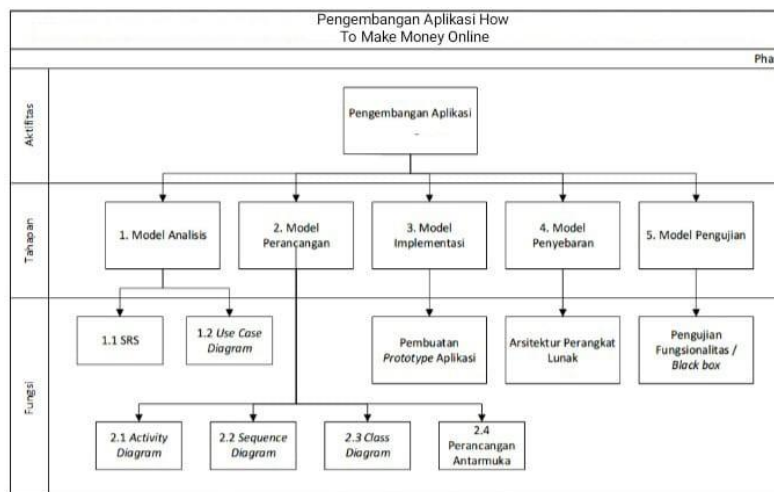 Pengembangan Aplikasi How
To Make Money Online
Pha
Aktifitas
Pengembangan Aplikasi
-
Tahapan
1. Model Analisis
2. Model
Perancangan
3. Model
Implementasi
4. Model
Penyebaran
5. Model Pengujian
Fungsi
1.1 SRS
1.2 Use Case
Diagram
Pembuatan
Prototype Aplikasi
Arsitektur Perangkat
Lunak
Pengujian
Fungsionalitas /
Black box
2.1 Activity
Diagram
2.2 Sequence
Diagram
2.3 Class
Diagram
2.4
Perancangan
Antarmuka